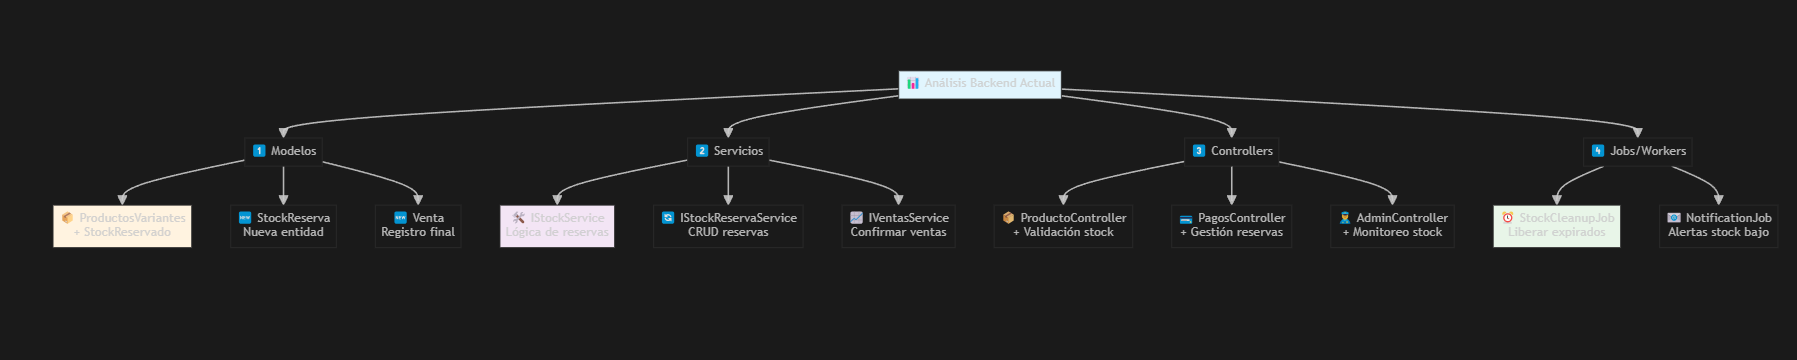 📊 Análisis Backend Actual
1️⃣ Modelos
2️⃣ Servicios
3️⃣ Controllers
4️⃣ Jobs/Workers
📦 ProductosVariantes
+ StockReservado
🆕 StockReserva
Nueva entidad
🆕 Venta
Registro final
🛠️ IStockService
Lógica de reservas
🔄 IStockReservaService
CRUD reservas
📈 IVentasService
Confirmar ventas
📦 ProductoController
+ Validación stock
💳 PagosController
+ Gestión reservas
👨‍💼 AdminController
+ Monitoreo stock
⏰ StockCleanupJob
Liberar expirados
📧 NotificationJob
Alertas stock bajo